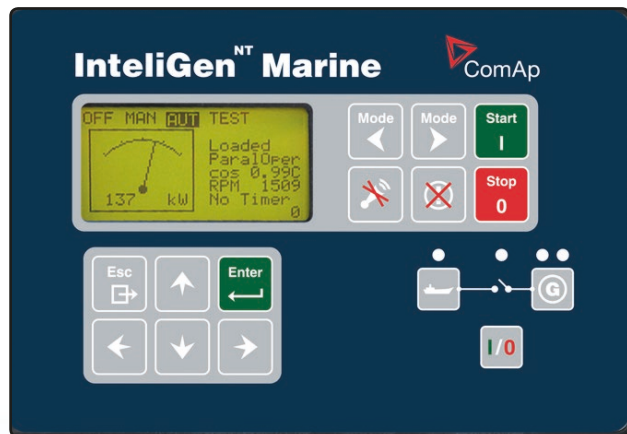 InteliGen NT Marine
ComAp
OFF MAN AUT TEST
Loaded
ParalOper
cos 0.99C
RPM 1509
No Timer
0
137 kW
Mode
Mode
Start
I
Stop
0
Esc
Enter
G
I/0